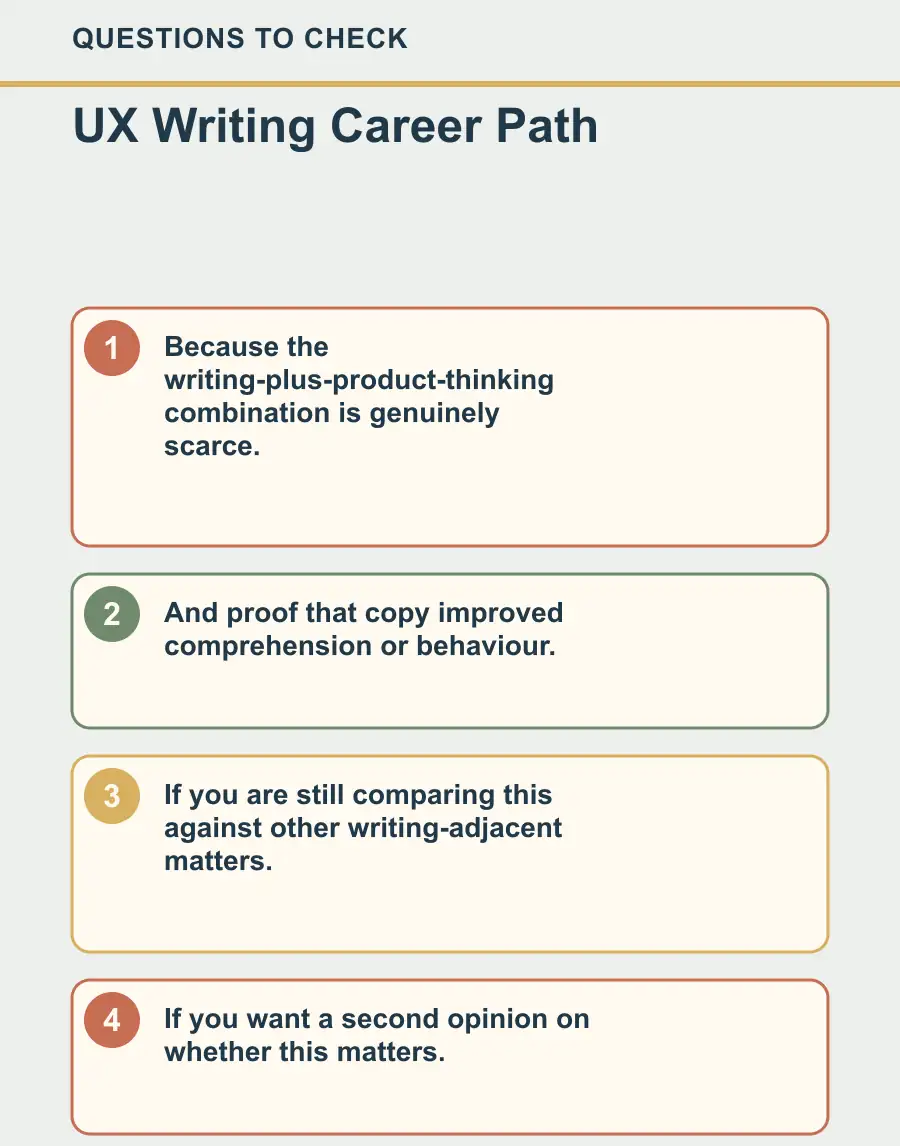 QUESTIONS TO CHECK
UX Writing Career Path
1
Because the
writing-plus-product-thinking
combination is genuinely
scarce.
2
And proof that copy improved
comprehension or behaviour.
3
If you are still comparing this
against other writing-adjacent
matters.
4
If you want a second opinion on
whether this matters.